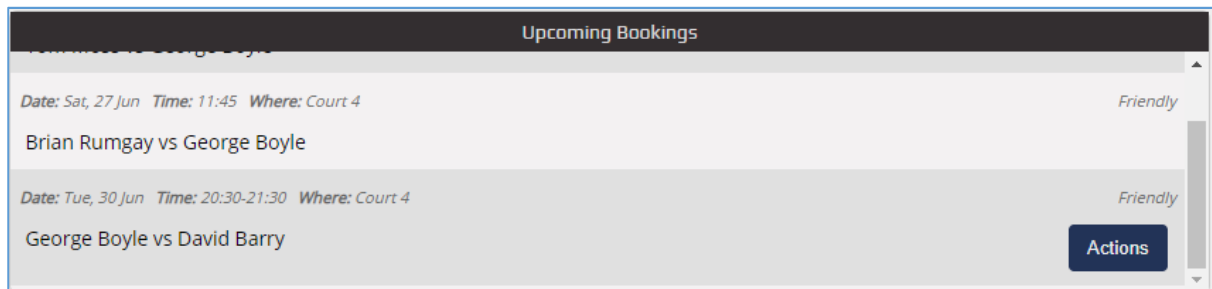 Upcoming Bookings
Date: Sat, 27 Jun Time: 11:45 Where: Court 4 Friendly
Brian Rumgay vs George Boyle
Date: Tue, 30 Jun Time: 20:30-21:30 Where: Court 4 Friendly
George Boyle vs David Barry
Actions